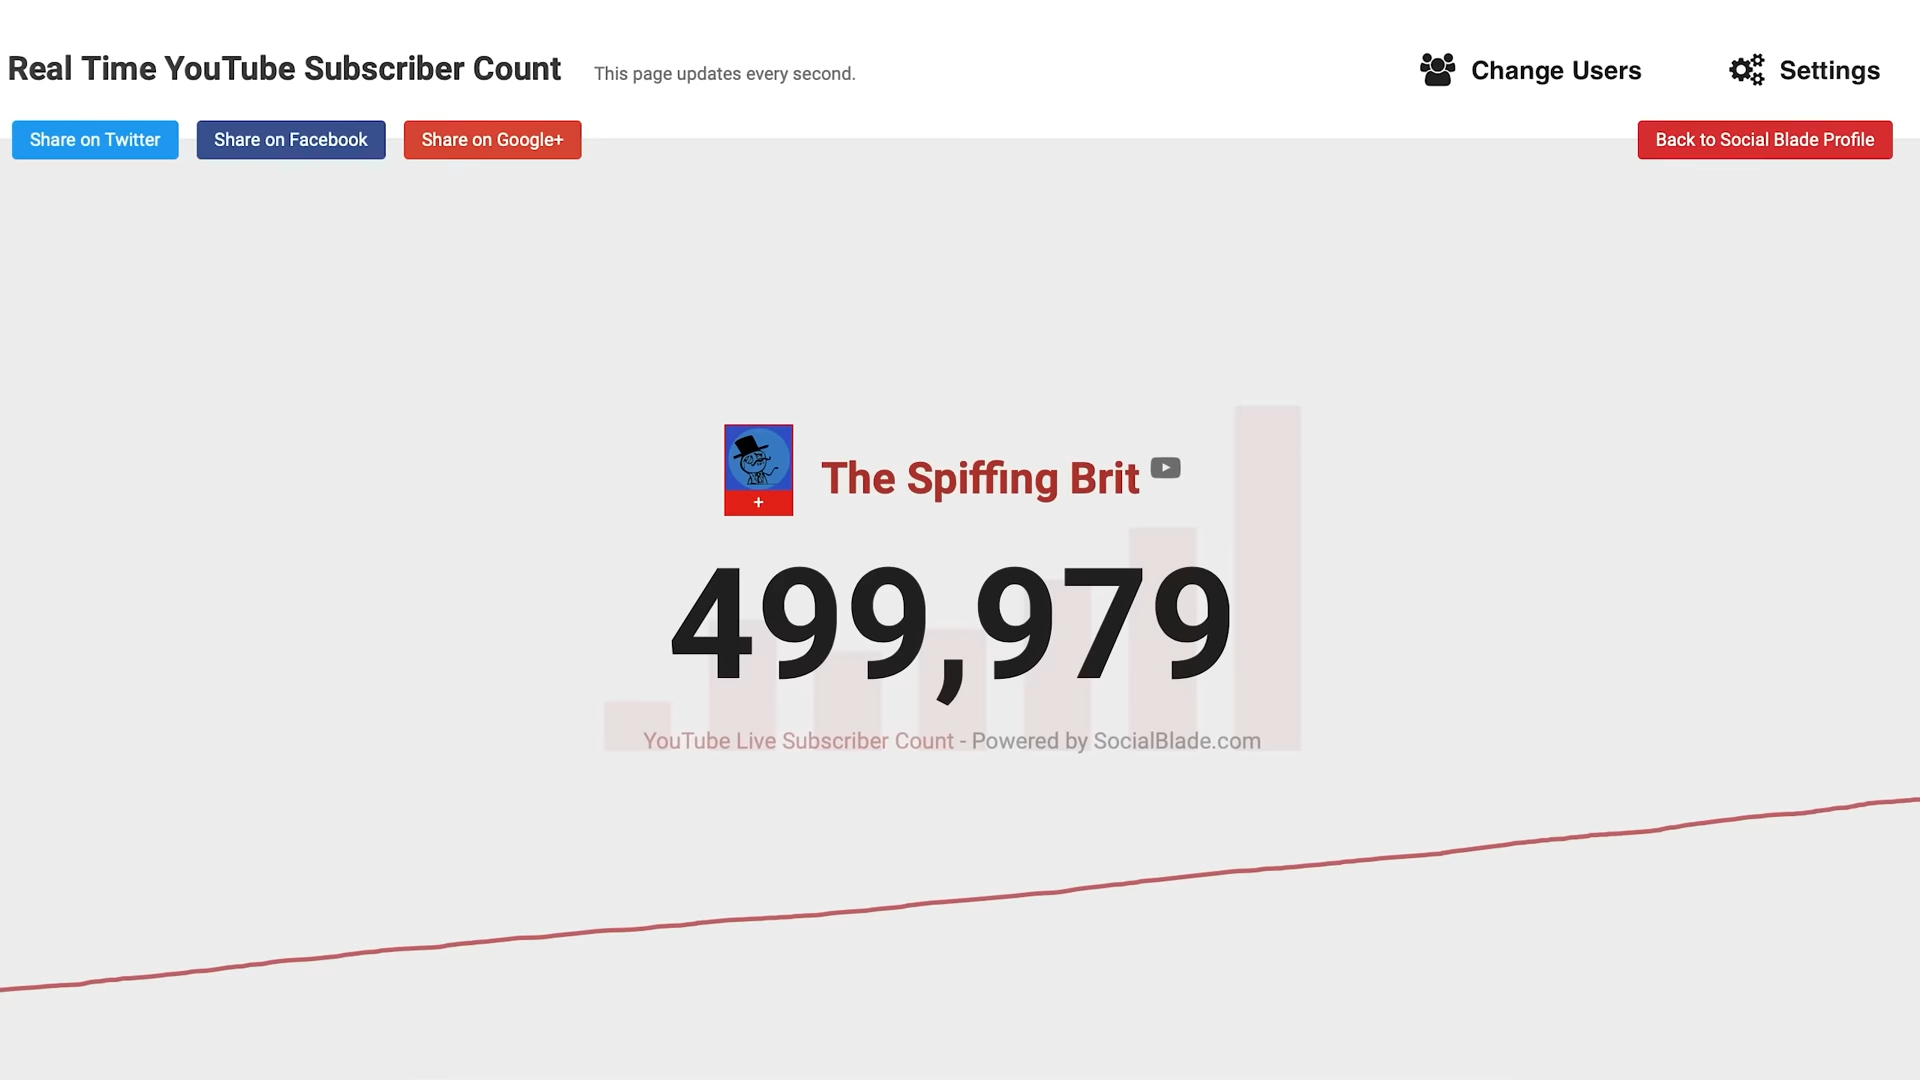 Real Time YouTube Subscriber Count This page updates every second. Change Users Settings
Share on Twitter Share on Facebook Share on Google+ Back to Social Blade Profile
The Spiffing Brit
+
499,979
YouTube Live Subscriber Count - Powered by SocialBlade.com